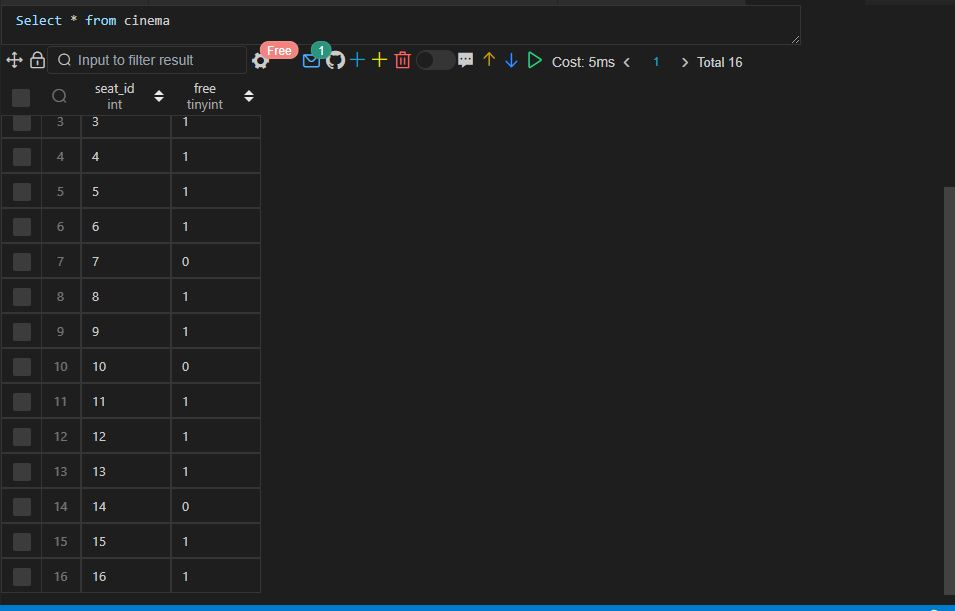 Select * from cinema
Input to filter result Free 1 Cost: 5ms 1 Total 16
seat_id free
int tinyint
3 3 1
4 4 1
5 5 1
6 6 1
7 7 0
8 8 1
9 9 1
10 10 0
11 11 1
12 12 1
13 13 1
14 14 0
15 15 1
16 16 1